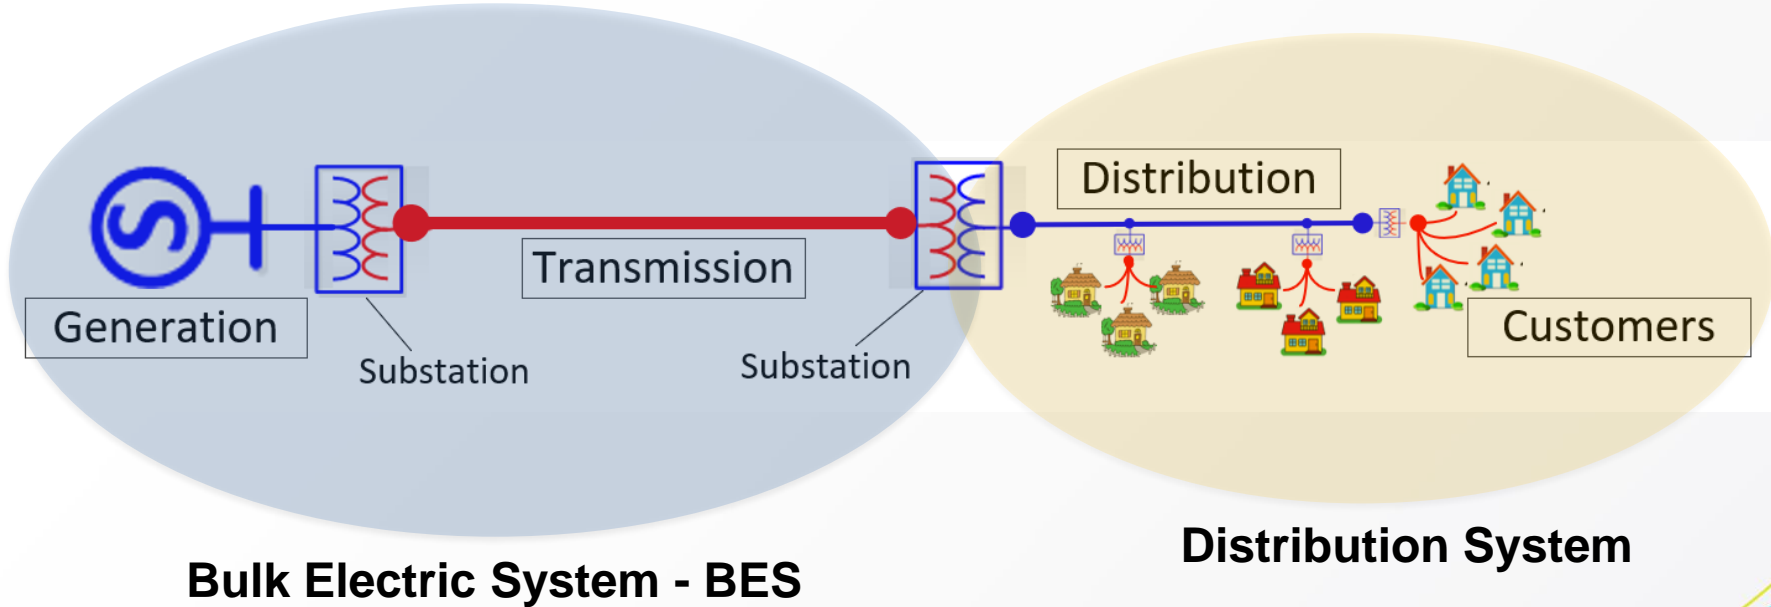 Distribution
Transmission
Generation
Substation
Substation
Customers
Distribution System
Bulk Electric System - BES